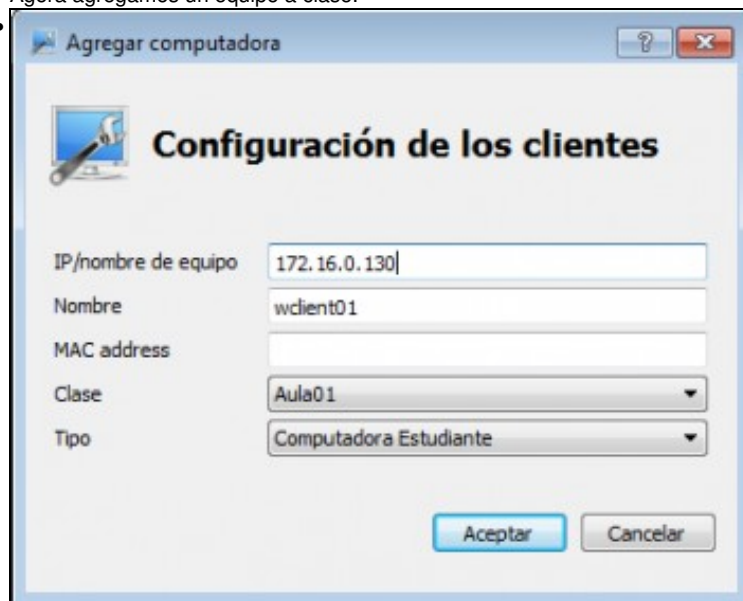 Agora agregamos un equipo a clase:
Agregar computadora
Configuración de los clientes
IP/nombre de equipo 172.16.0.130
Nombre wclient01
MAC address
Clase Aula01
Tipo Computadora Estudiante
Aceptar Cancelar